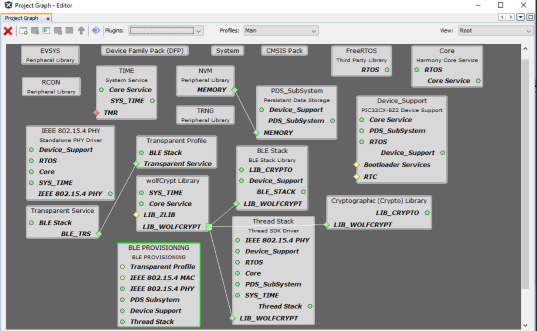 Project Graph - Editor
Project Graph
Plugins:
Profiles:
Main
View:
Root
EVSYS
Peripheral Library
Device Family Pack (DFP)
System
CMSIS Pack
FreeRTOS
Third Party Library
RTOS
Core
Harmony Core Service
RTOS
Core Service
RCON
Peripheral Library
TIME
System Service
Core Service
SYS_TIME
TMR
NVM
Peripheral Library
MEMORY
TRNG
Peripheral Library
PDS_SubSystem
Persistent Data Storage
Device_Support
PDS_SubSystem
MEMORY
Device_Support
PIC32CX-BZ2 Device Support
Core Service
PDS_SubSystem
RTOS
Device_Support
Bootloader Services
RTC
IEEE 802.15.4 PHY
Standalone PHY Driver
Device_Support
RTOS
Core
SYS_TIME
IEEE 802.15.4 PHY
Transparent Profile
BLE Stack
Transparent Service
wolfCrypt Library
SYS_TIME
Core Service
LIB_ZLIB
LIB_WOLFCRYPT
BLE Stack
BLE Stack Library
LIB_CRYPTO
Device_Support
BLE_STACK
LIB_WOLFCRYPT
Transparent Service
BLE Stack
BLE_TRS
Cryptographic (Crypto) Library
LIB_CRYPTO
LIB_WOLFCRYPT
Thread Stack
Thread SDK Driver
IEEE 802.15.4 PHY
Device_Support
RTOS
Core
PDS_SubSystem
SYS_TIME
Thread Stack
LIB_WOLFCRYPT
BLE PROVISIONING
BLE PROVISIONING
Transparent Profile
IEEE 802.15.4 MAC
IEEE 802.15.4 PHY
PDS Subsytem
Device Support
Thread Stack